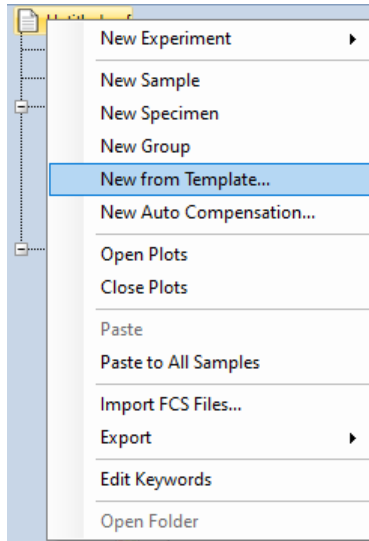 New Experiment
New Sample
New Specimen
New Group
New from Template...
New Auto Compensation...
Open Plots
Close Plots
Paste
Paste to All Samples
Import FCS Files...
Export
Edit Keywords
Open Folder